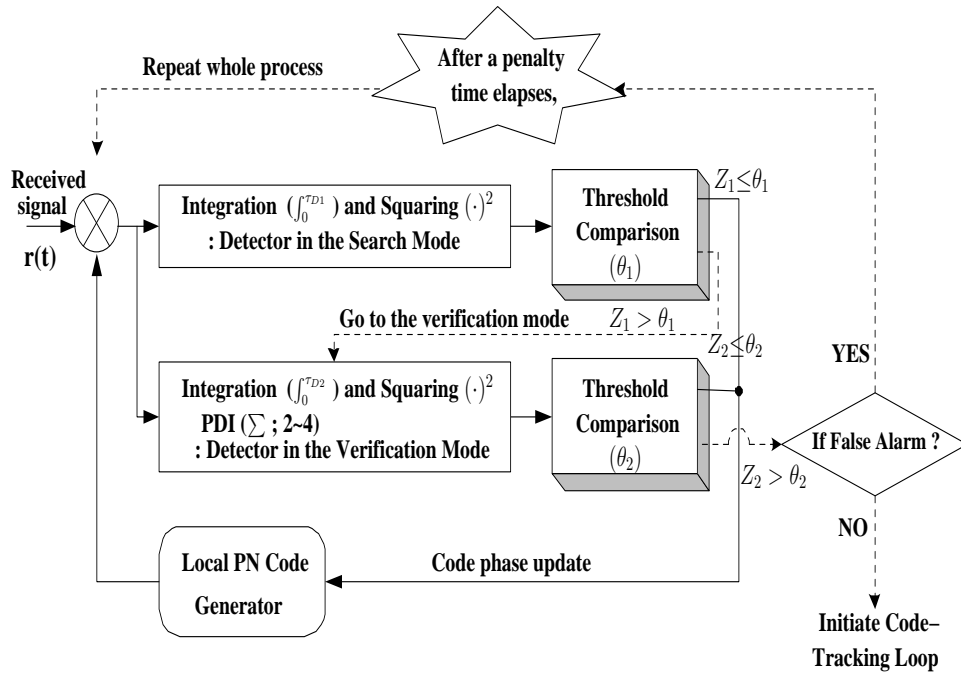 After a penalty
time elapses,
Repeat whole process
Received
signal
r(t)
Integration (∫₀^τD1) and Squaring (·)²
: Detector in the Search Mode
Threshold
Comparison
(θ₁)
Z₁≤θ₁
Go to the verification mode
Z₁ > θ₁
Z₂≤θ₂
Integration (∫₀^τD2) and Squaring (·)²
PDI (∑ ; 2~4)
: Detector in the Verification Mode
Threshold
Comparison
(θ₂)
Z₂ > θ₂
YES
If False Alarm ?
NO
Local PN Code
Generator
Code phase update
Initiate Code–
Tracking Loop